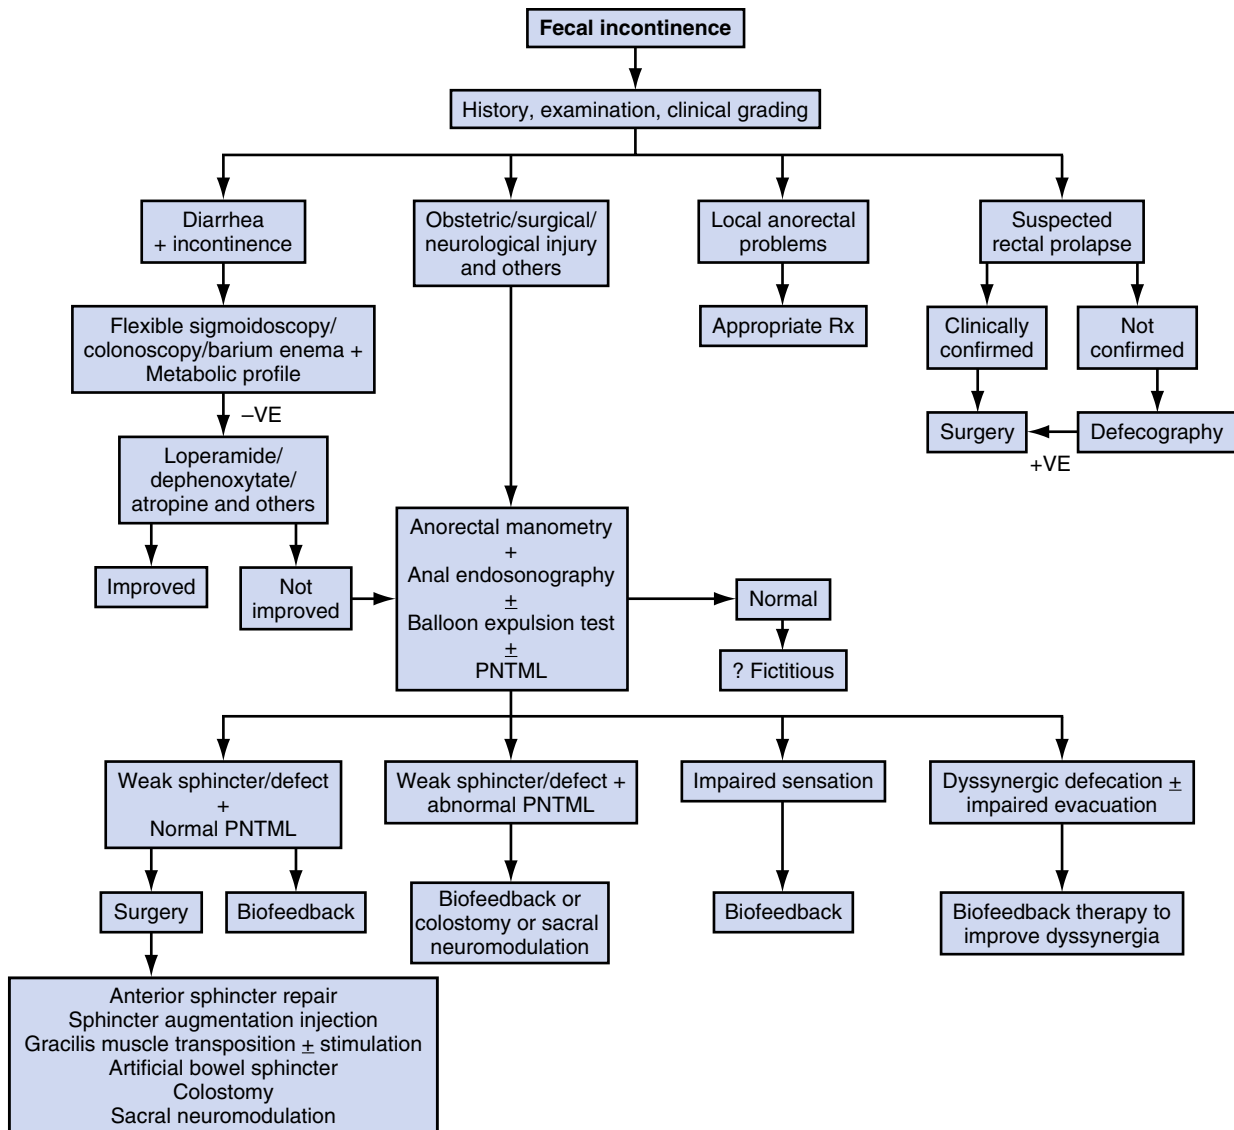 Fecal incontinence
History, examination, clinical grading
Diarrhea
+ incontinence
Obstetric/surgical/
neurological injury
and others
Local anorectal
problems
Suspected
rectal prolapse
Flexible sigmoidoscopy/
colonoscopy/barium enema +
Metabolic profile
Appropriate Rx
Clinically
confirmed
Not
confirmed
–VE
Surgery
Defecography
+VE
Loperamide/
dephenoxytate/
atropine and others
Improved
Not
improved
Anorectal manometry
+
Anal endosonography
±
Balloon expulsion test
±
PNTML
Normal
? Fictitious
Weak sphincter/defect
+
Normal PNTML
Weak sphincter/defect +
abnormal PNTML
Impaired sensation
Dyssynergic defecation ±
impaired evacuation
Surgery
Biofeedback
Biofeedback or
colostomy or sacral
neuromodulation
Biofeedback
Biofeedback therapy to
improve dyssynergia
Anterior sphincter repair
Sphincter augmentation injection
Gracilis muscle transposition ± stimulation
Artificial bowel sphincter
Colostomy
Sacral neuromodulation